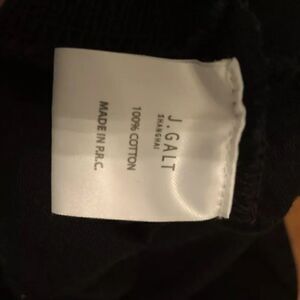 J.GALT
SHANGHAI
100% COTTON
MADE IN P.R.C.